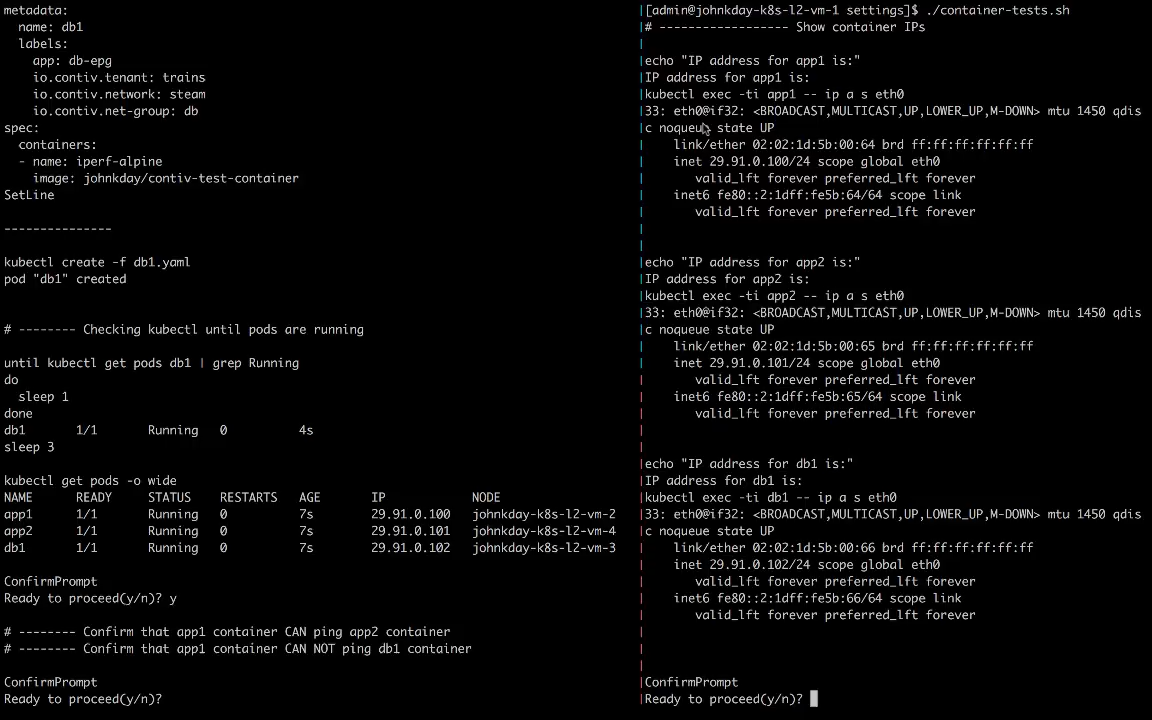 metadata:
  name: db1
  labels:
    app: db-epg
    io.contiv.tenant: trains
    io.contiv.network: steam
    io.contiv.net-group: db
spec:
  containers:
  - name: iperf-alpine
    image: johnkday/contiv-test-container
SetLine
---------------
kubectl create -f db1.yaml
pod "db1" created
# -------- Checking kubectl until pods are running
until kubectl get pods db1 | grep Running
do
  sleep 1
done
db1       1/1       Running   0          4s
sleep 3
kubectl get pods -o wide
NAME      READY     STATUS    RESTARTS   AGE       IP            NODE
app1      1/1       Running   0          7s        29.91.0.100   johnkday-k8s-l2-vm-2
app2      1/1       Running   0          7s        29.91.0.101   johnkday-k8s-l2-vm-4
db1       1/1       Running   0          7s        29.91.0.102   johnkday-k8s-l2-vm-3
ConfirmPrompt
Ready to proceed(y/n)? y
# -------- Confirm that app1 container CAN ping app2 container
# -------- Confirm that app1 container CAN NOT ping db1 container
ConfirmPrompt
Ready to proceed(y/n)?
[admin@johnkday-k8s-l2-vm-1 settings]$ ./container-tests.sh
# ------------------ Show container IPs
echo "IP address for app1 is:"
IP address for app1 is:
kubectl exec -ti app1 -- ip a s eth0
33: eth0@if32: <BROADCAST,MULTICAST,UP,LOWER_UP,M-DOWN> mtu 1450 qdis
c noqueue state UP
    link/ether 02:02:1d:5b:00:64 brd ff:ff:ff:ff:ff:ff
    inet 29.91.0.100/24 scope global eth0
       valid_lft forever preferred_lft forever
    inet6 fe80::2:1dff:fe5b:64/64 scope link
       valid_lft forever preferred_lft forever
echo "IP address for app2 is:"
IP address for app2 is:
kubectl exec -ti app2 -- ip a s eth0
33: eth0@if32: <BROADCAST,MULTICAST,UP,LOWER_UP,M-DOWN> mtu 1450 qdis
c noqueue state UP
    link/ether 02:02:1d:5b:00:65 brd ff:ff:ff:ff:ff:ff
    inet 29.91.0.101/24 scope global eth0
       valid_lft forever preferred_lft forever
    inet6 fe80::2:1dff:fe5b:65/64 scope link
       valid_lft forever preferred_lft forever
echo "IP address for db1 is:"
IP address for db1 is:
kubectl exec -ti db1 -- ip a s eth0
33: eth0@if32: <BROADCAST,MULTICAST,UP,LOWER_UP,M-DOWN> mtu 1450 qdis
c noqueue state UP
    link/ether 02:02:1d:5b:00:66 brd ff:ff:ff:ff:ff:ff
    inet 29.91.0.102/24 scope global eth0
       valid_lft forever preferred_lft forever
    inet6 fe80::2:1dff:fe5b:66/64 scope link
       valid_lft forever preferred_lft forever
ConfirmPrompt
Ready to proceed(y/n)?